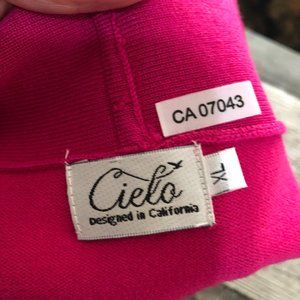 CA 07043
Cielo
Designed in California
XL